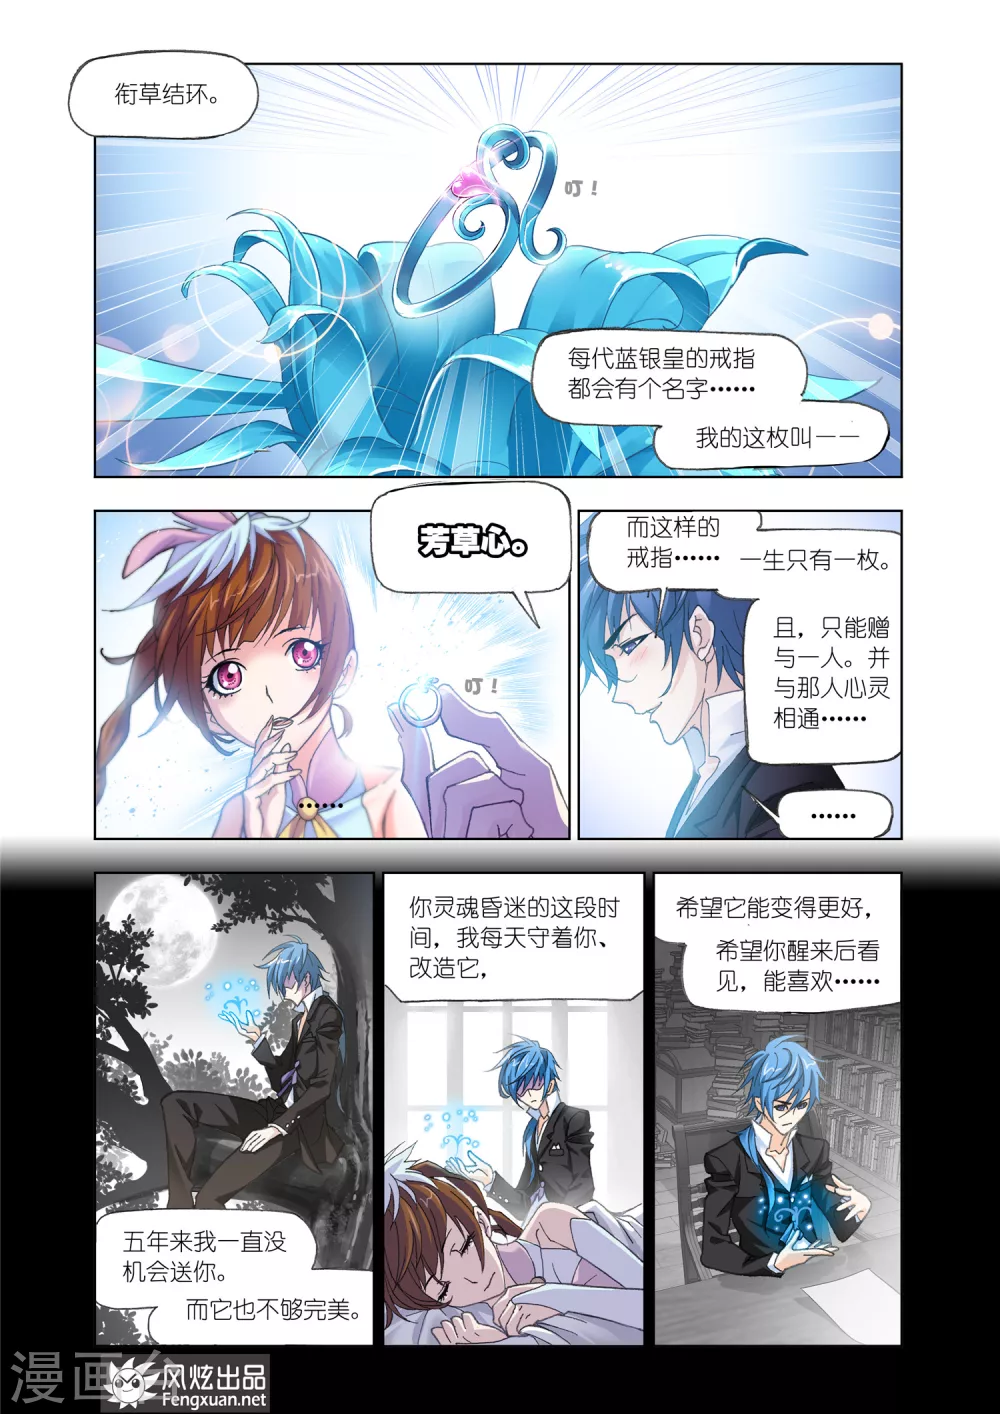 衔草结环。
叮！
每代蓝银皇的戒指
都会有个名字……
我的这枚叫——
芳草心。
叮！
……
而这样的
戒指……
一生只有一枚。
且，只能赠
与一人。并
与那人心灵
相通……
……
五年来我一直没
机会送你。
而它也不够完美。
你灵魂昏迷的这段时
间，我每天守着你、
改造它，
希望它能变得更好，
希望你醒来后看
见，能喜欢……
漫画台
风炫出品
Fengxuan.net